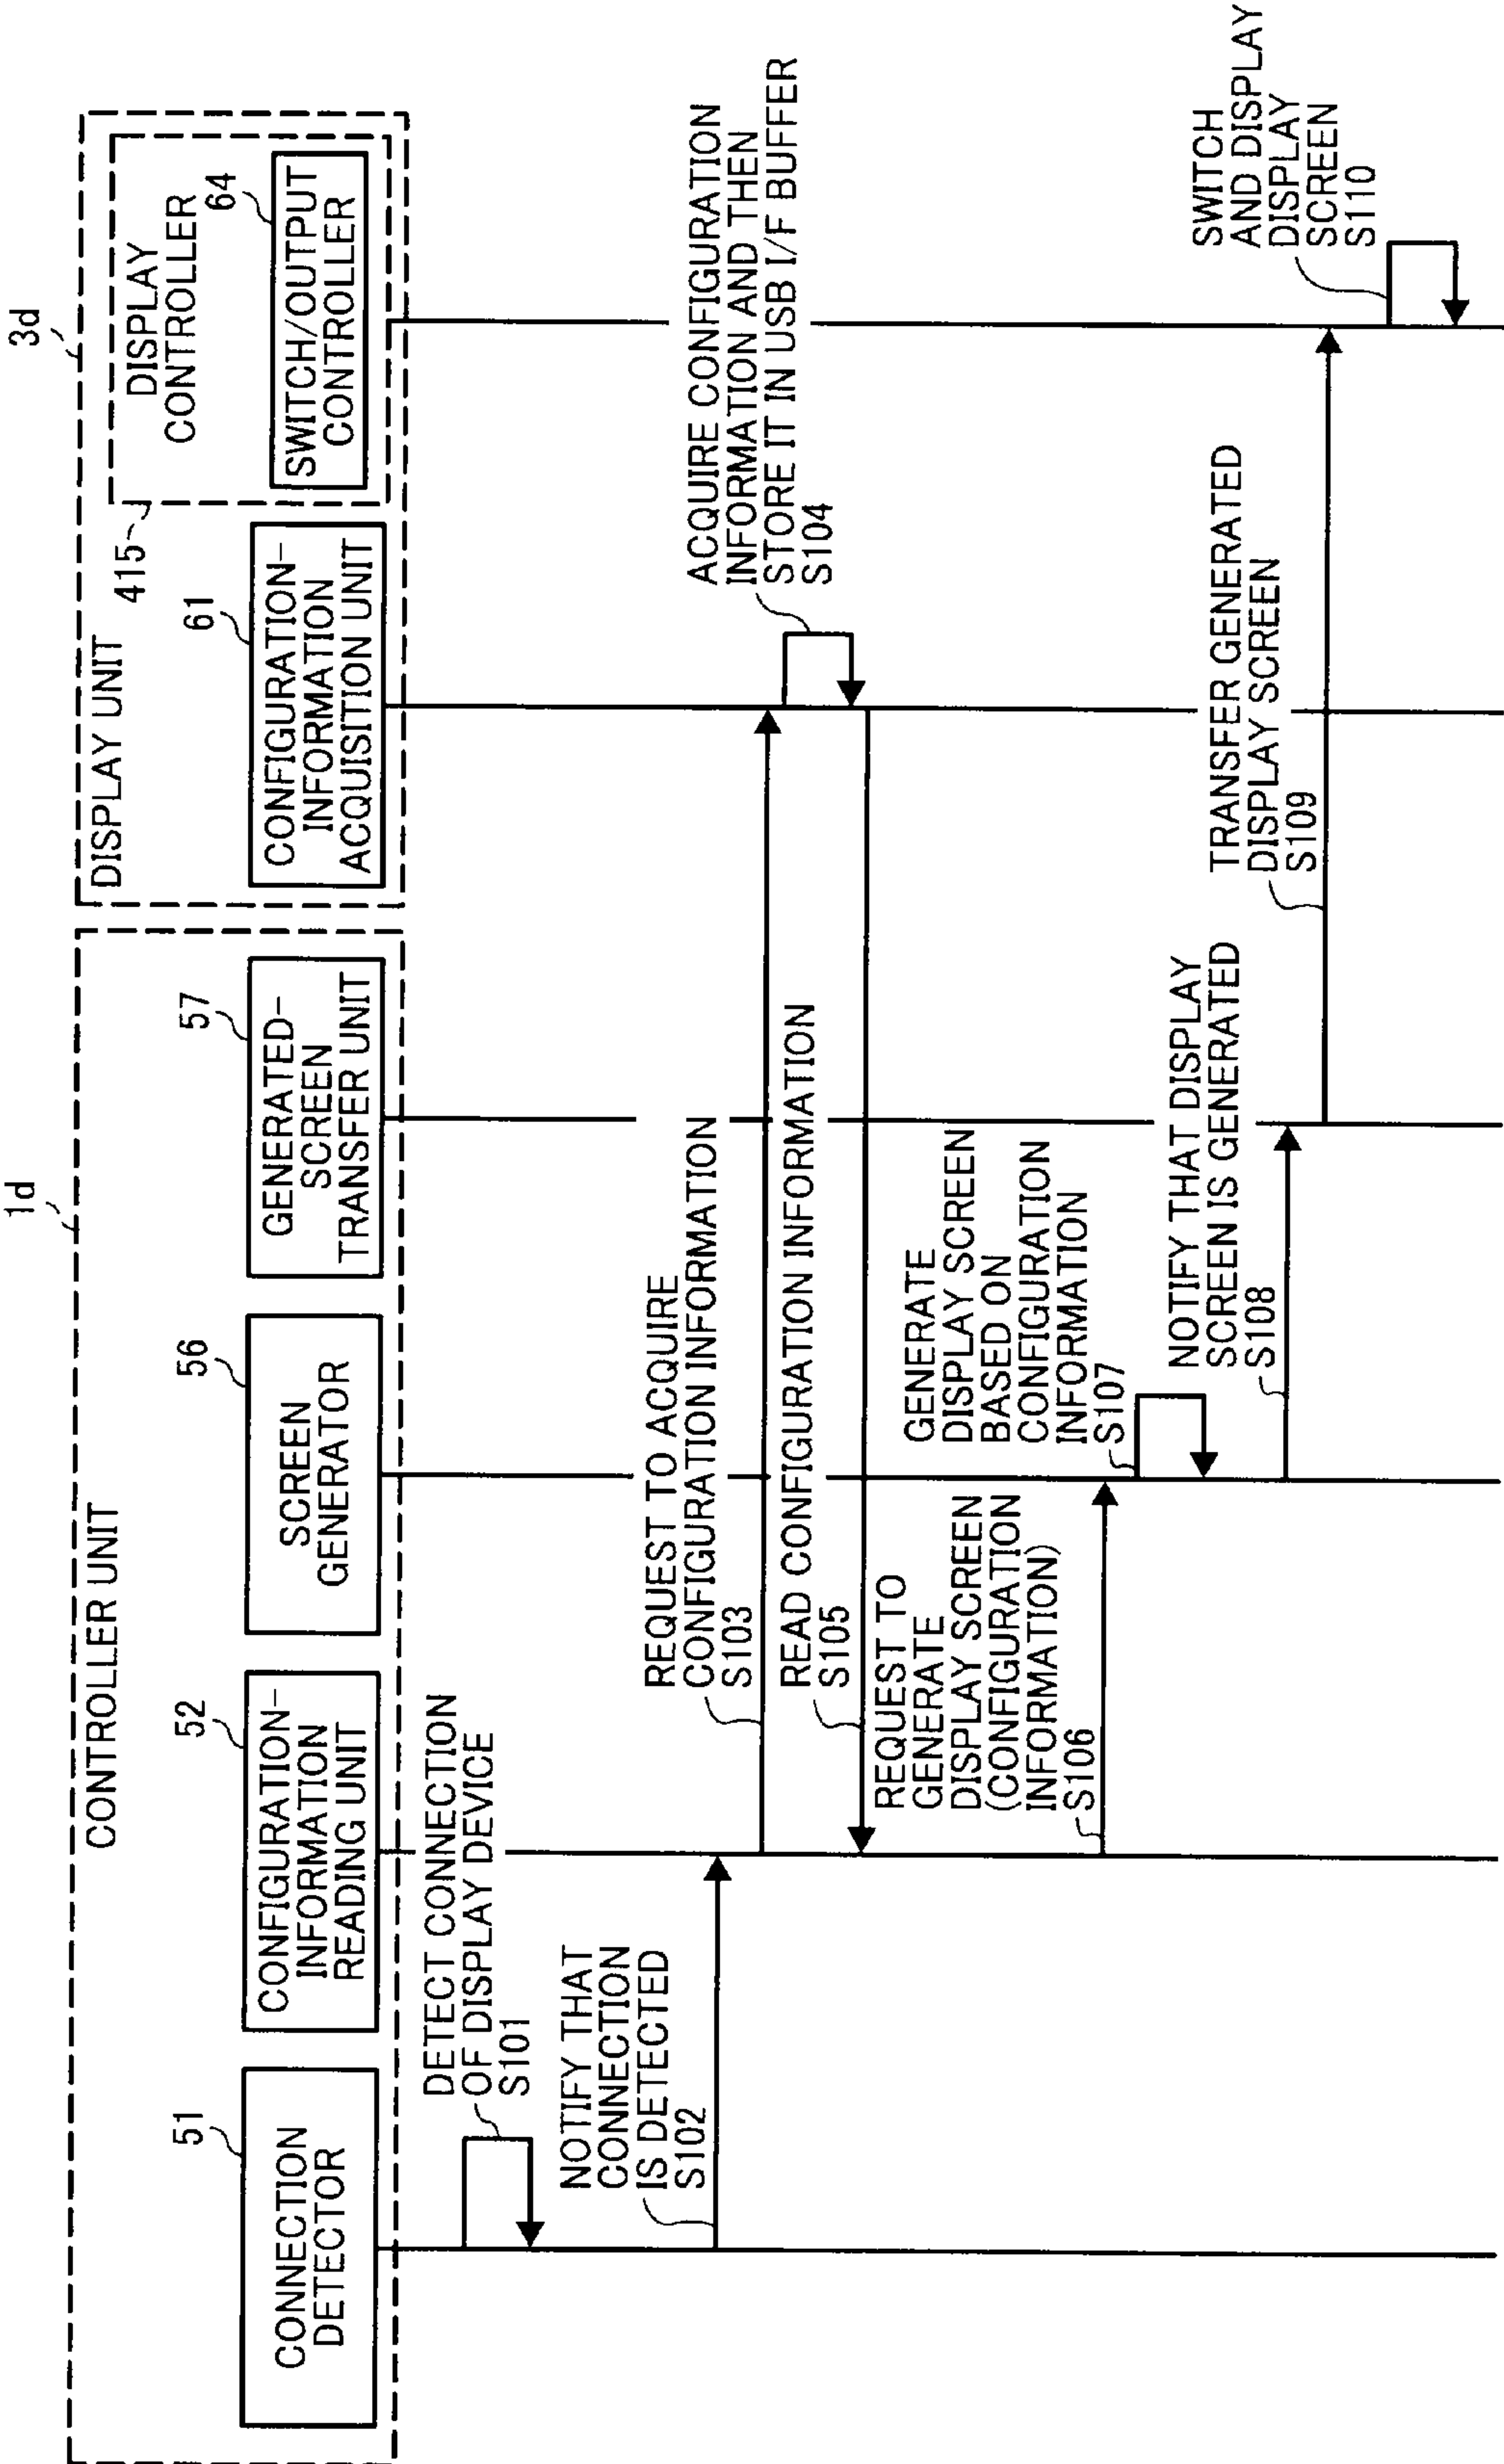 1d
3d
CONTROLLER UNIT
DISPLAY UNIT
DISPLAY
CONTROLLER
415
51
CONNECTION
DETECTOR
52
CONFIGURATION-
INFORMATION
READING UNIT
56
SCREEN
GENERATOR
57
GENERATED-
SCREEN
TRANSFER UNIT
61
CONFIGURATION-
INFORMATION
ACQUISITION UNIT
64
SWITCH/OUTPUT
CONTROLLER
DETECT CONNECTION
OF DISPLAY DEVICE
S101
NOTIFY THAT
CONNECTION
IS DETECTED
S102
REQUEST TO ACQUIRE
CONFIGURATION INFORMATION
S103
ACQUIRE CONFIGURATION
INFORMATION AND THEN
STORE IT IN USB I/F BUFFER
S104
READ CONFIGURATION INFORMATION
S105
REQUEST TO
GENERATE
DISPLAY SCREEN
(CONFIGURATION
INFORMATION)
S106
GENERATE
DISPLAY SCREEN
BASED ON
CONFIGURATION
INFORMATION
S107
NOTIFY THAT DISPLAY
SCREEN IS GENERATED
S108
TRANSFER GENERATED
DISPLAY SCREEN
S109
SWITCH
AND DISPLAY
DISPLAY
SCREEN
S110